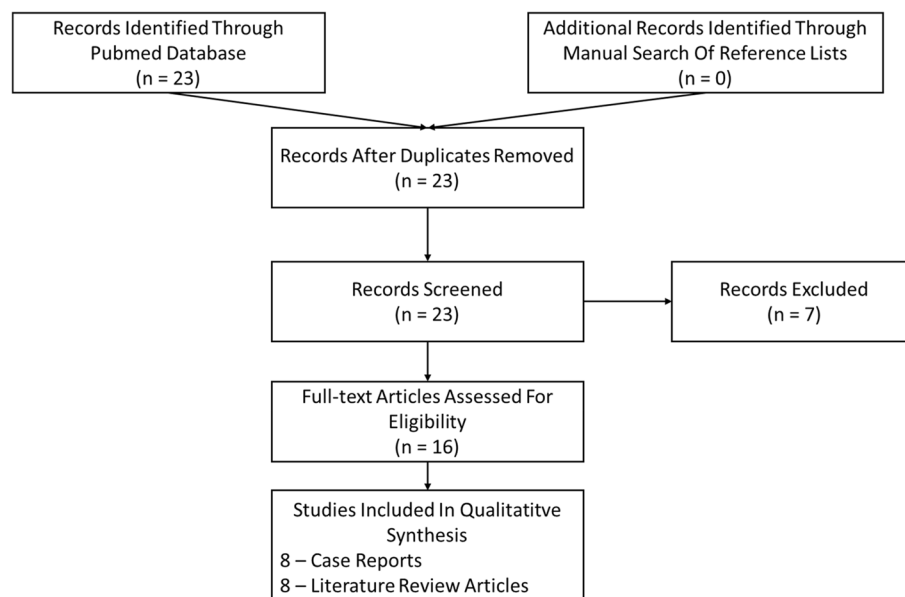 Records Identified Through
Pubmed Database
(n = 23)
Additional Records Identified Through
Manual Search Of Reference Lists
(n = 0)
Records After Duplicates Removed
(n = 23)
Records Screened
(n = 23)
Records Excluded
(n = 7)
Full-text Articles Assessed For
Eligibility
(n = 16)
Studies Included In Qualitatitve
Synthesis
8 – Case Reports
8 – Literature Review Articles